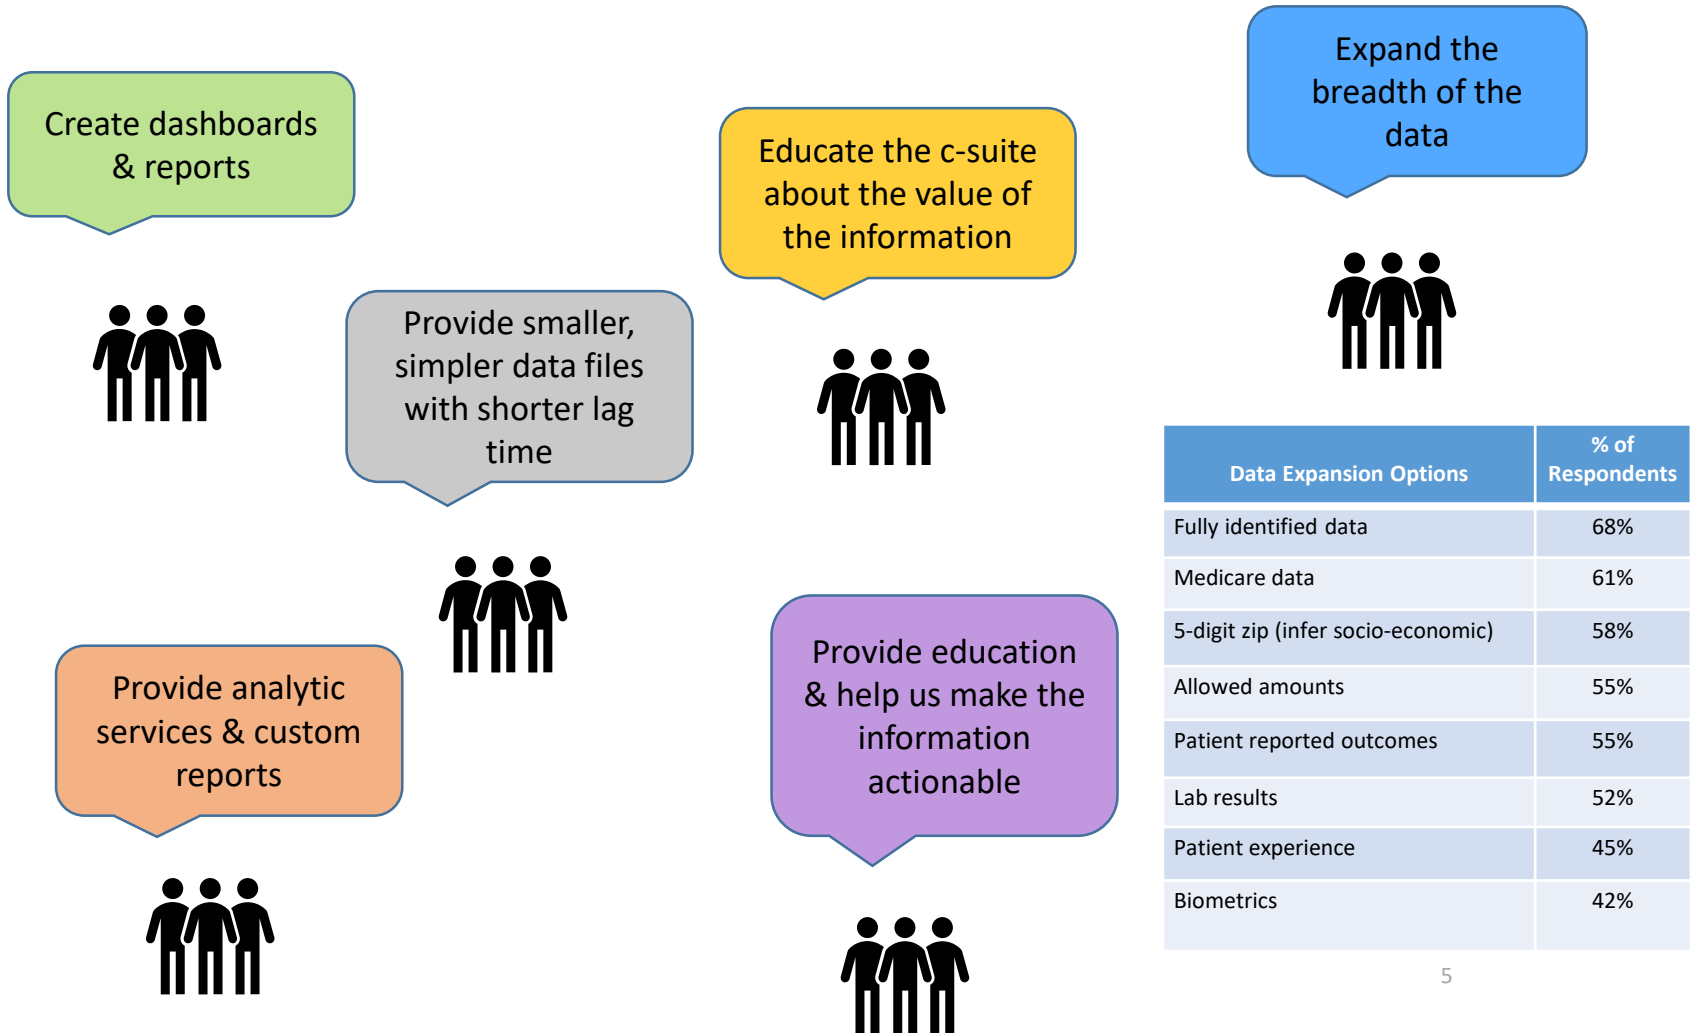 Create dashboards
& reports
Provide smaller,
simpler data files
with shorter lag
time
Educate the c-suite
about the value of
the information
Expand the
breadth of the
data
Provide analytic
services & custom
reports
Provide education
& help us make the
information
actionable
Data Expansion Options % of Respondents
Fully identified data 68%
Medicare data 61%
5-digit zip (infer socio-economic) 58%
Allowed amounts 55%
Patient reported outcomes 55%
Lab results 52%
Patient experience 45%
Biometrics 42%
5